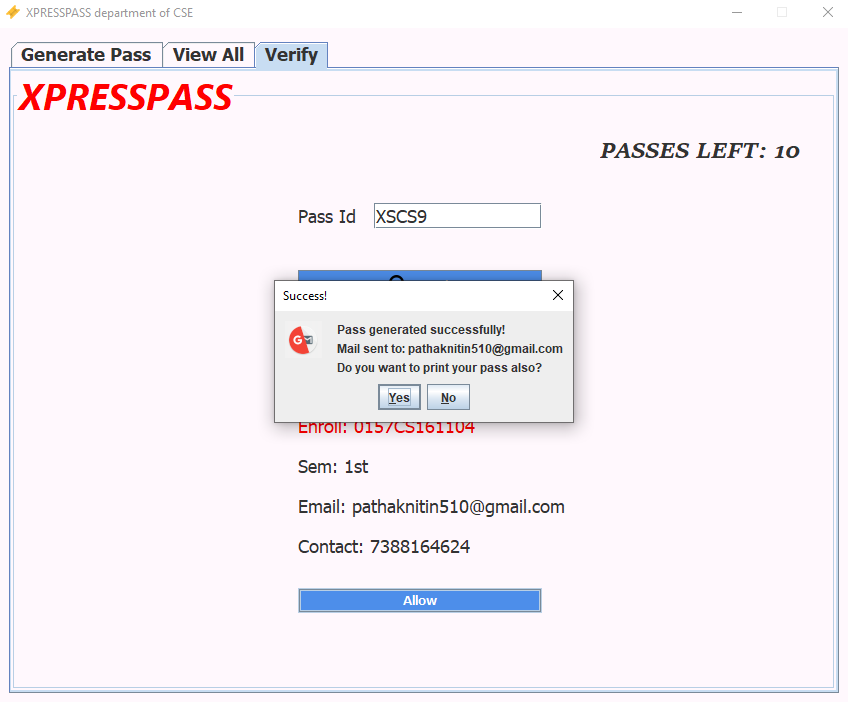 XPRESSPASS department of CSE
Generate Pass View All Verify
XPRESSPASS
PASSES LEFT: 10
Pass Id XSCS9
Success!
G M
Pass generated successfully!
Mail sent to: pathaknitin510@gmail.com
Do you want to print your pass also?
Yes No
Enroll: 0157CS161104
Sem: 1st
Email: pathaknitin510@gmail.com
Contact: 7388164624
Allow